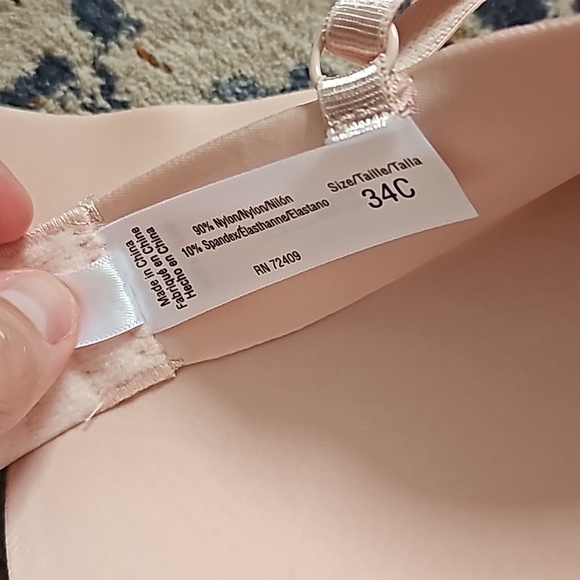 Size/Taille/Talla
34C
90% Nylon/Nylon/Nilón
10% Spandex/Élasthanne/Elastano
RN 72409
Made in China
Fabriqué en Chine
Hecho en China